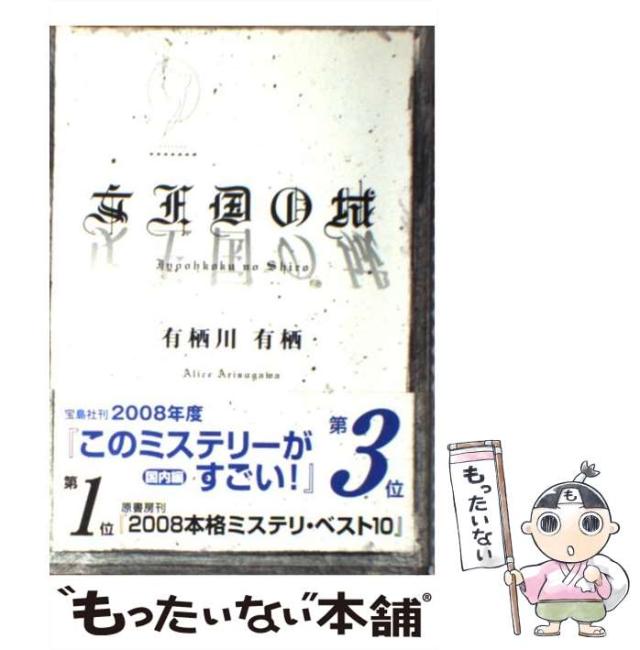 女王国の城
Jypohkoku no Shiro
有栖川 有栖
Alice Arisugawa
宝島社刊 2008年度
『このミステリーが
国内編 すごい！』
第3位
第1位
原書房刊
『2008本格ミステリ・ベスト10』
"もったいない"本舗®
もったいない
も